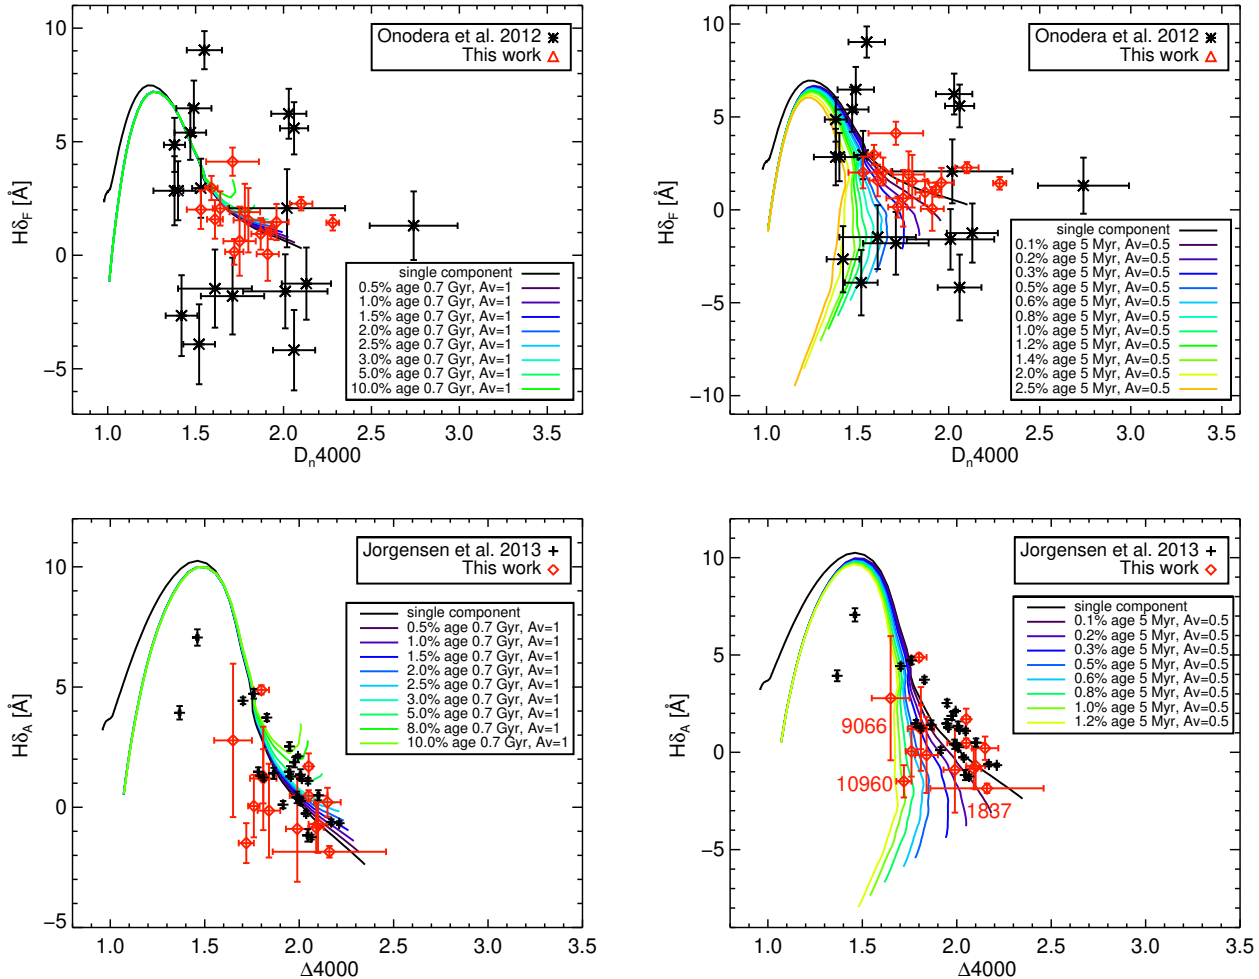 Onodera et al. 2012
This work
single component
0.5% age 0.7 Gyr, Av=1
1.0% age 0.7 Gyr, Av=1
1.5% age 0.7 Gyr, Av=1
2.0% age 0.7 Gyr, Av=1
2.5% age 0.7 Gyr, Av=1
3.0% age 0.7 Gyr, Av=1
5.0% age 0.7 Gyr, Av=1
10.0% age 0.7 Gyr, Av=1
10
5
0
−5
HδF [Å]
1.0 1.5 2.0 2.5 3.0 3.5
Dn4000
Onodera et al. 2012
This work
single component
0.1% age 5 Myr, Av=0.5
0.2% age 5 Myr, Av=0.5
0.3% age 5 Myr, Av=0.5
0.5% age 5 Myr, Av=0.5
0.6% age 5 Myr, Av=0.5
0.8% age 5 Myr, Av=0.5
1.0% age 5 Myr, Av=0.5
1.2% age 5 Myr, Av=0.5
1.4% age 5 Myr, Av=0.5
2.0% age 5 Myr, Av=0.5
2.5% age 5 Myr, Av=0.5
10
5
0
−5
−10
HδF [Å]
1.0 1.5 2.0 2.5 3.0 3.5
Dn4000
Jorgensen et al. 2013
This work
single component
0.5% age 0.7 Gyr, Av=1
1.0% age 0.7 Gyr, Av=1
1.5% age 0.7 Gyr, Av=1
2.0% age 0.7 Gyr, Av=1
2.5% age 0.7 Gyr, Av=1
3.0% age 0.7 Gyr, Av=1
5.0% age 0.7 Gyr, Av=1
8.0% age 0.7 Gyr, Av=1
10.0% age 0.7 Gyr, Av=1
10
5
0
−5
HδA [Å]
1.0 1.5 2.0 2.5 3.0 3.5
Δ4000
Jorgensen et al. 2013
This work
single component
0.1% age 5 Myr, Av=0.5
0.2% age 5 Myr, Av=0.5
0.3% age 5 Myr, Av=0.5
0.5% age 5 Myr, Av=0.5
0.6% age 5 Myr, Av=0.5
0.8% age 5 Myr, Av=0.5
1.0% age 5 Myr, Av=0.5
1.2% age 5 Myr, Av=0.5
9066
10960
1837
10
5
0
−5
HδA [Å]
1.0 1.5 2.0 2.5 3.0 3.5
Δ4000